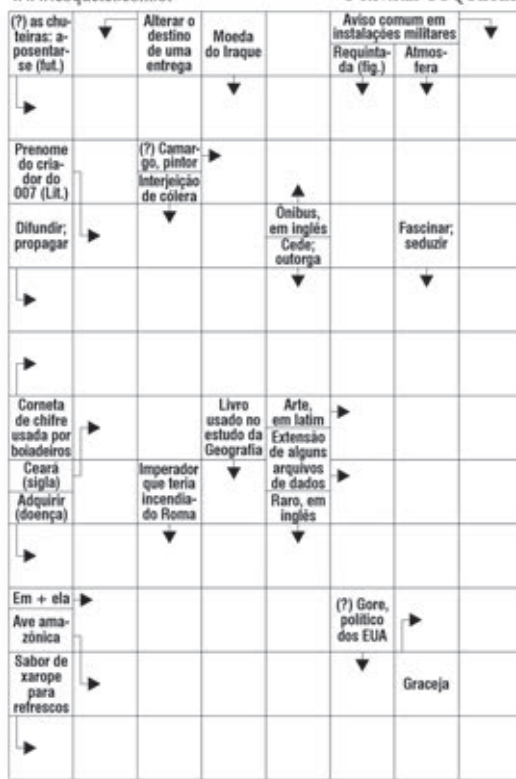 (?) as chu-
teiras: a-
posentar-
se (fut.)
Alterar o
destino
de uma
entrega
Moeda
do Iraque
Aviso comum em
instalações militares
Requinta-
da (fig.)
Atmos-
fera
Prenome
do cria-
dor do
007 (Lit.)
(?) Camar-
go, pintor
Interjeição
de cólera
Difundir;
propagar
Ônibus,
em inglês
Cede;
outorga
Fascinar;
seduzir
Corneta
de chifre
usada por
boiadeiros
Livro
usado no
estudo da
Geografia
Arte,
em latim
Extensão
de alguns
arquivos
de dados
Ceará
(sigla)
Adquirir
(doença)
Imperador
que teria
incendia-
do Roma
Raro, em
inglês
Em + ela
Ave ama-
zônica
(?) Gore,
político
dos EUA
Sabor de
xarope
para
refrescos
Graceja